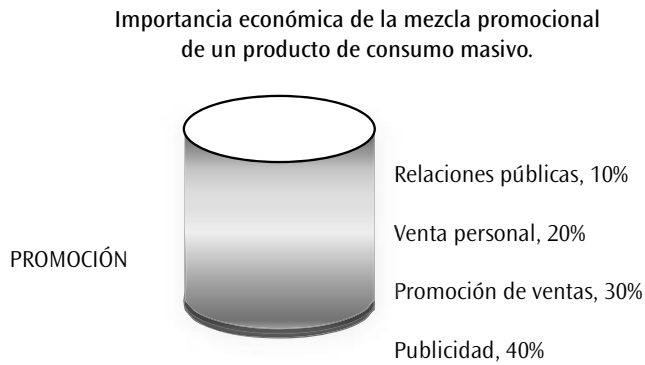 Importancia económica de la mezcla promocional
de un producto de consumo masivo.
Relaciones públicas, 10%
Venta personal, 20%
PROMOCIÓN
Promoción de ventas, 30%
Publicidad, 40%